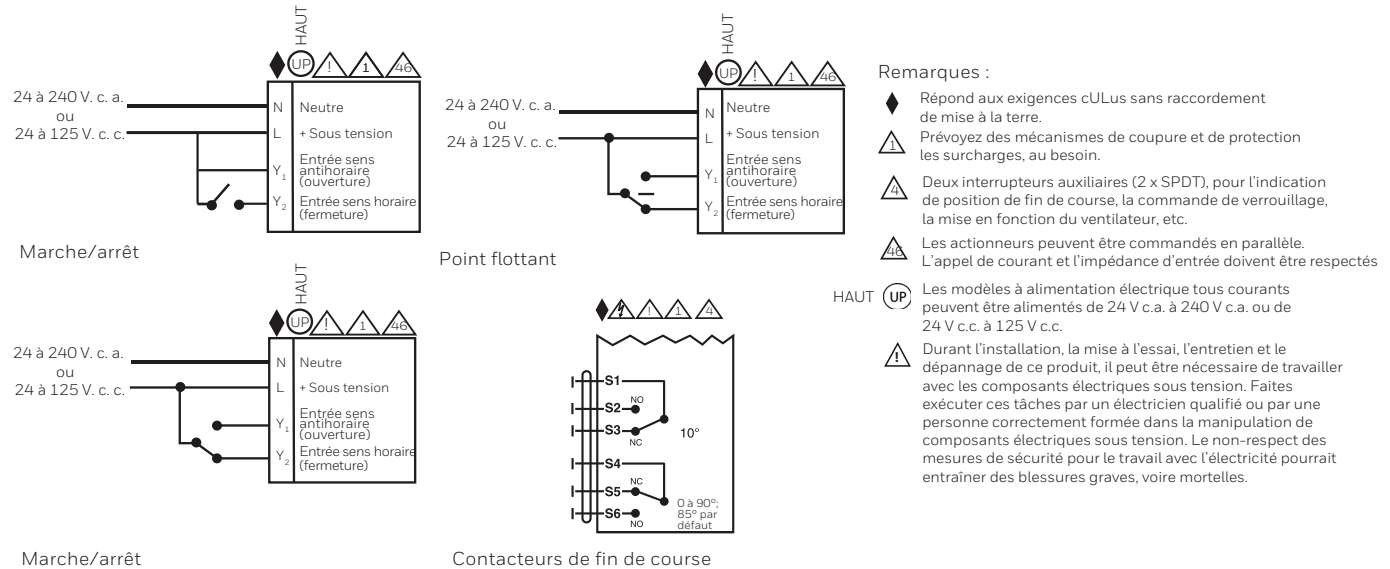 HAUT
UP ! 1 46
24 à 240 V. c. a.
ou
24 à 125 V. c. c.
N Neutre
L + Sous tension
Y1 Entrée sens
antihoraire
(ouverture)
Y2 Entrée sens horaire
(fermeture)
Marche/arrêt
HAUT
UP ! 1 46
24 à 240 V. c. a.
ou
24 à 125 V. c. c.
N Neutre
L + Sous tension
Y1 Entrée sens
antihoraire
(ouverture)
Y2 Entrée sens horaire
(fermeture)
Point flottant
HAUT
UP ! 1 46
24 à 240 V. c. a.
ou
24 à 125 V. c. c.
N Neutre
L + Sous tension
Y1 Entrée sens
antihoraire
(ouverture)
Y2 Entrée sens horaire
(fermeture)
Marche/arrêt
! 1 4
S1
S2 NO
S3 NC
10°
S4
S5 NC
S6 NO
0 à 90°;
85° par
défaut
Contacteurs de fin de course
Remarques :
Répond aux exigences cULus sans raccordement
de mise à la terre.
1 Prévoyez des mécanismes de coupure et de protection
les surcharges, au besoin.
4 Deux interrupteurs auxiliaires (2 x SPDT), pour l'indication
de position de fin de course, la commande de verrouillage,
la mise en fonction du ventilateur, etc.
46 Les actionneurs peuvent être commandés en parallèle.
L'appel de courant et l'impédance d'entrée doivent être respectés
HAUT UP Les modèles à alimentation électrique tous courants
peuvent être alimentés de 24 V c.a. à 240 V c.a. ou de
24 V c.c. à 125 V c.c.
! Durant l'installation, la mise à l'essai, l'entretien et le
dépannage de ce produit, il peut être nécessaire de travailler
avec les composants électriques sous tension. Faites
exécuter ces tâches par un électricien qualifié ou par une
personne correctement formée dans la manipulation de
composants électriques sous tension. Le non-respect des
mesures de sécurité pour le travail avec l'électricité pourrait
entraîner des blessures graves, voire mortelles.